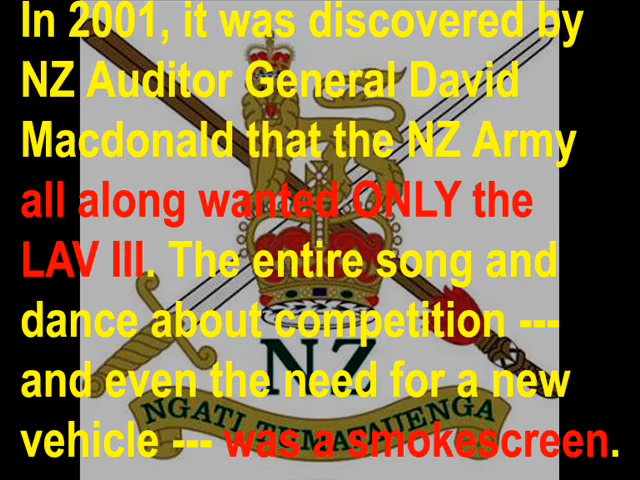 In 2001, it was discovered by
NZ Auditor General David
Macdonald that the NZ Army
all along wanted ONLY the
LAV III. The entire song and
dance about competition ---
and even the need for a new
vehicle --- was a smokescreen.
NZ
NGATI TUMATAUENGA